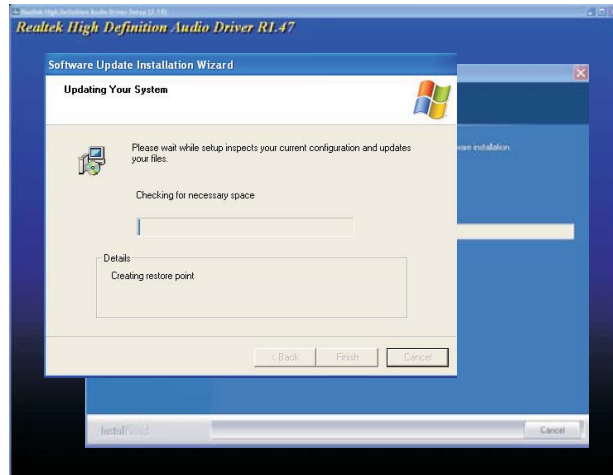 Realtek High Definition Audio Driver R1.47
Software Update Installation Wizard
Updating Your System
Please wait while setup inspects your current configuration and updates
your files.
installation.
Checking for necessary space
Details
Creating restore point
< Back
Finish
Cancel
Cancel